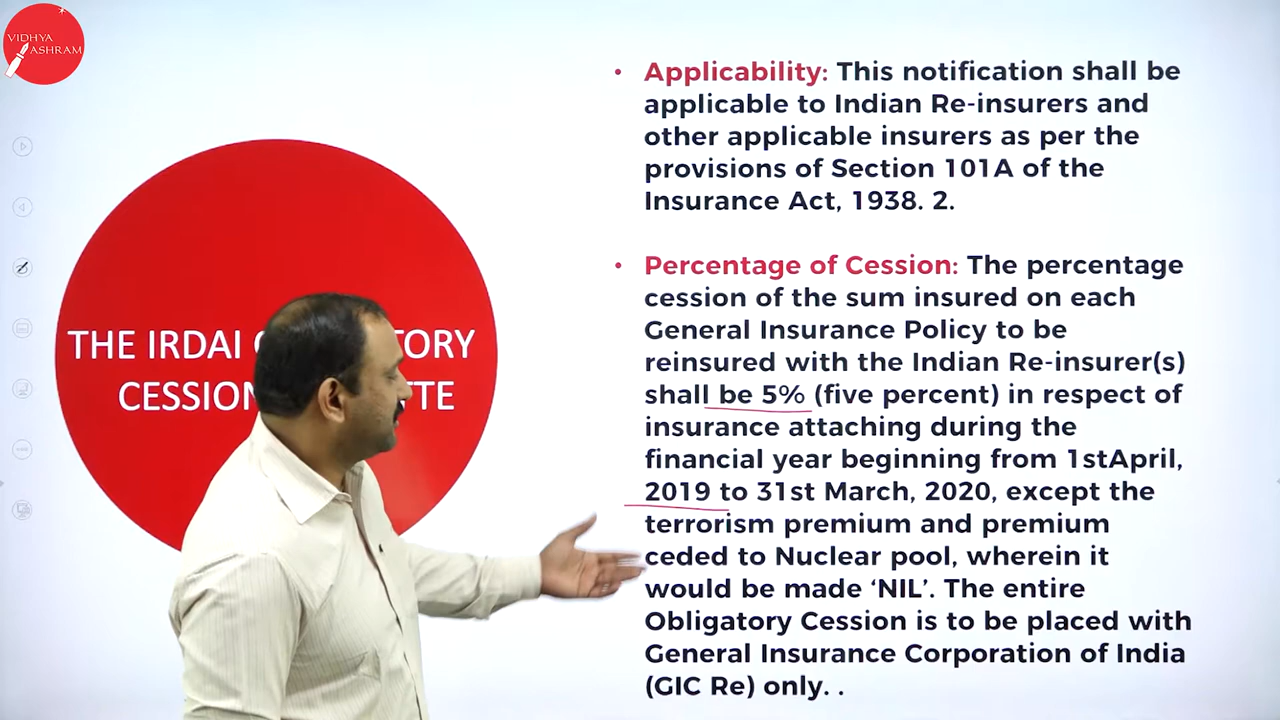 VIDHYA
ASHRAM
THE IRDAI
CESSION
• Applicability: This notification shall be
applicable to Indian Re-insurers and
other applicable insurers as per the
provisions of Section 101A of the
Insurance Act, 1938. 2.
• Percentage of Cession: The percentage
cession of the sum insured on each
General Insurance Policy to be
reinsured with the Indian Re-insurer(s)
shall be 5% (five percent) in respect of
insurance attaching during the
financial year beginning from 1stApril,
2019 to 31st March, 2020, except the
terrorism premium and premium
ceded to Nuclear pool, wherein it
would be made ‘NIL’. The entire
Obligatory Cession is to be placed with
General Insurance Corporation of India
(GIC Re) only. .